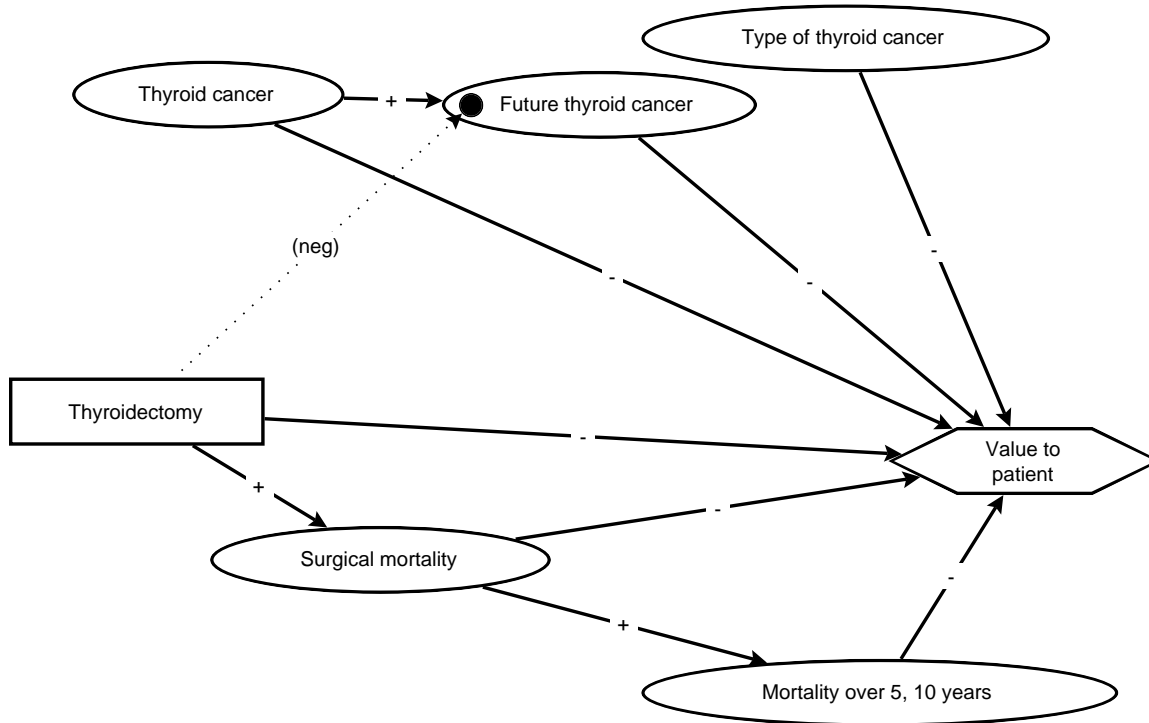 Type of thyroid cancer
Thyroid cancer
+
Future thyroid cancer
(neg)
-
-
-
Thyroidectomy
-
Value to
patient
+
-
Surgical mortality
-
+
Mortality over 5, 10 years